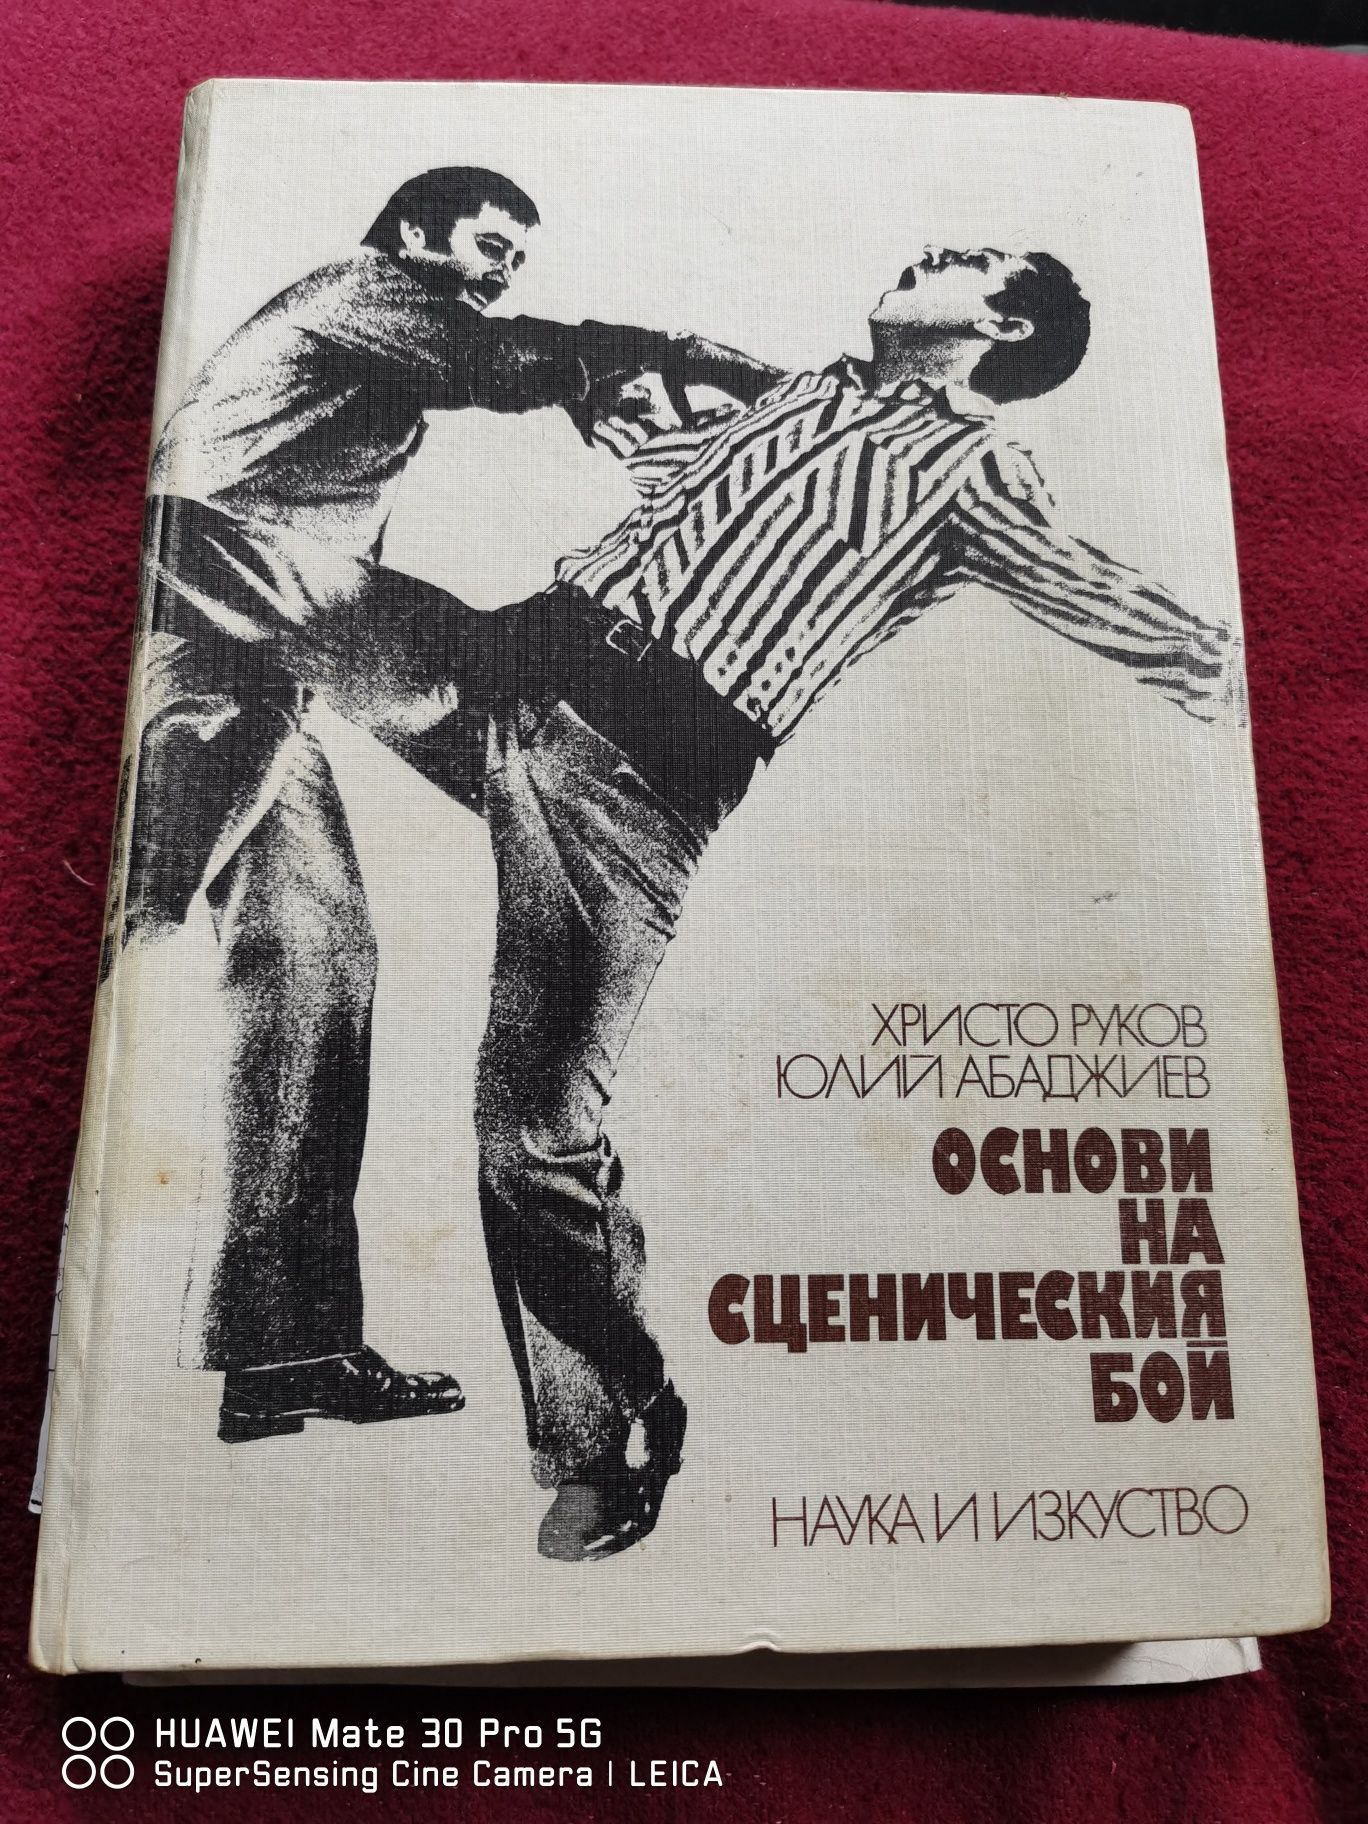 ХРИСТО РУКОВ
ЮЛИЙ АБАДЖИЕВ
ОСНОВИ
НА
СЦЕНИЧЕСКИЯ
БОЙ
НАУКА И ИЗКУСТВО
HUAWEI Mate 30 Pro 5G
SuperSensing Cine Camera | LEICA